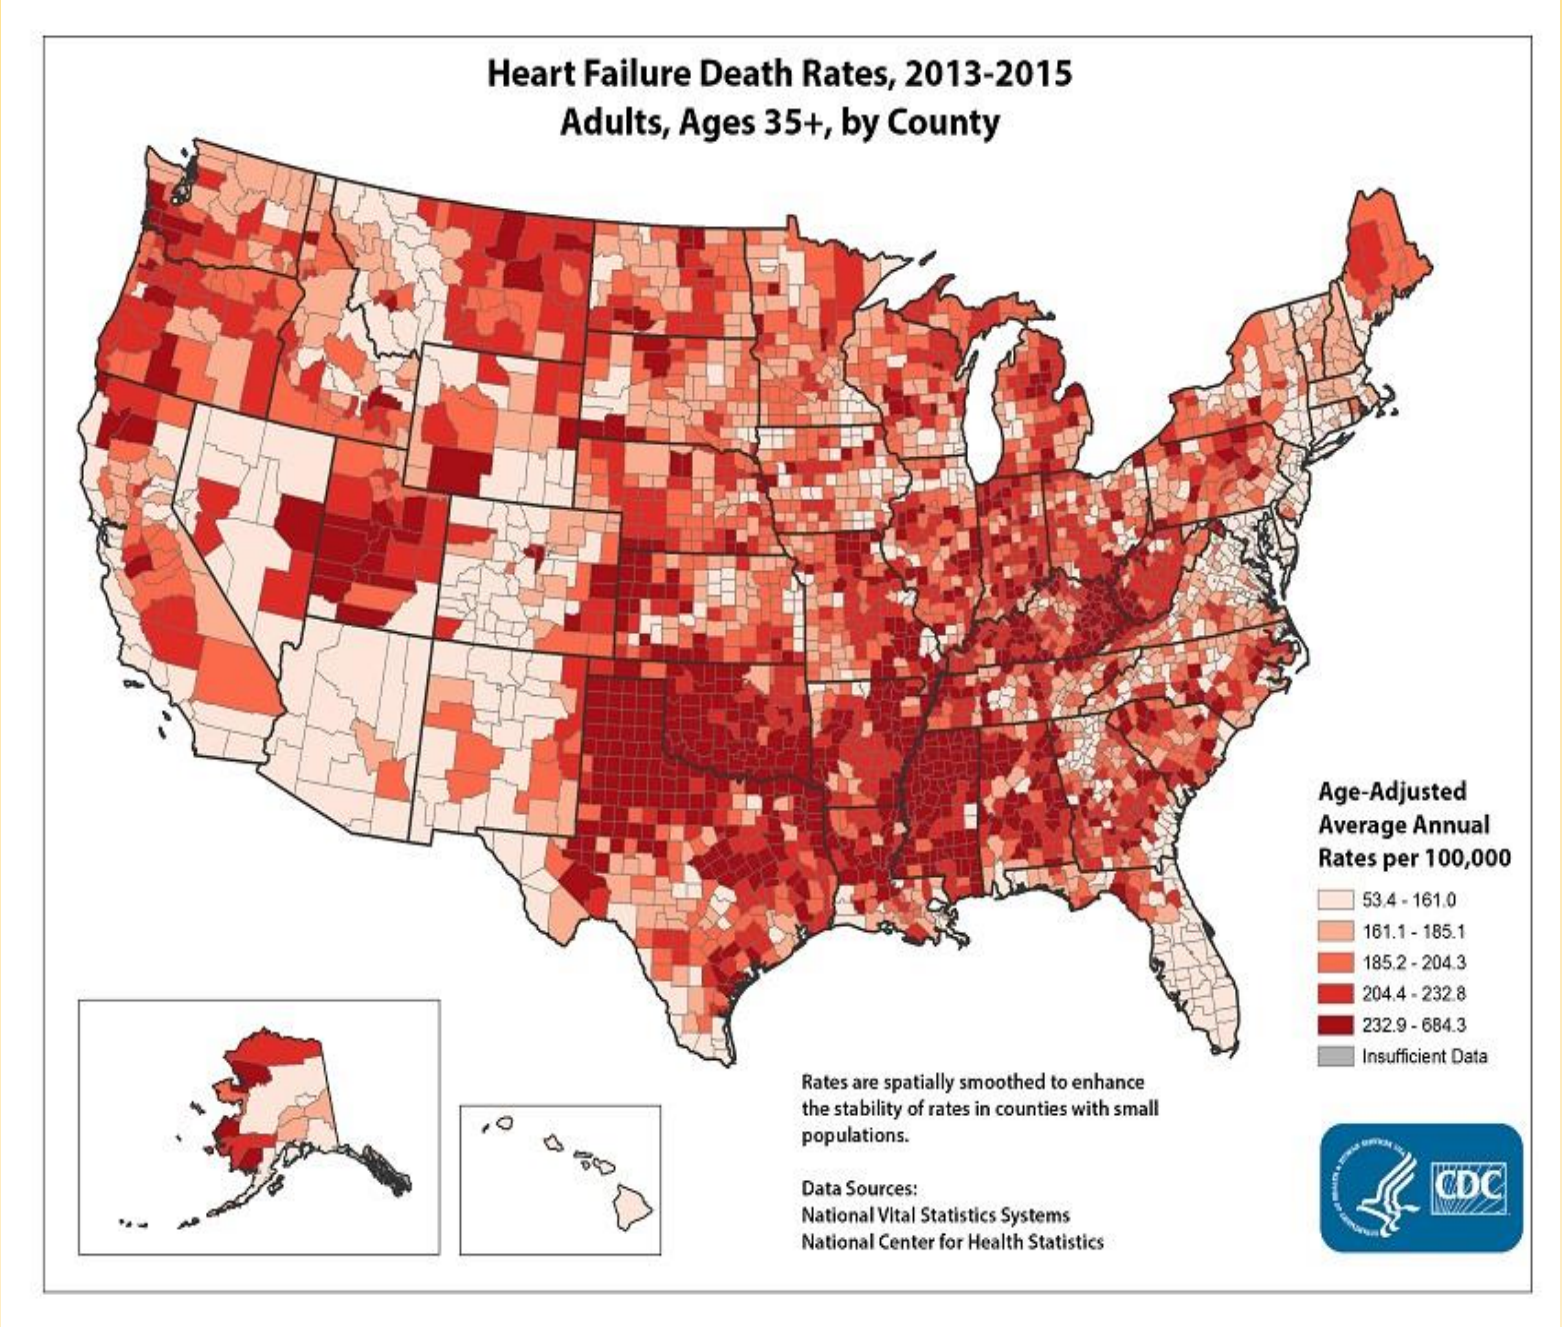 Heart Failure Death Rates, 2013-2015
Adults, Ages 35+, by County
Age-Adjusted
Average Annual
Rates per 100,000
53.4 - 161.0
161.1 - 185.1
185.2 - 204.3
204.4 - 232.8
232.9 - 684.3
Insufficient Data
Rates are spatially smoothed to enhance
the stability of rates in counties with small
populations.
Data Sources:
National Vital Statistics Systems
National Center for Health Statistics
CDC